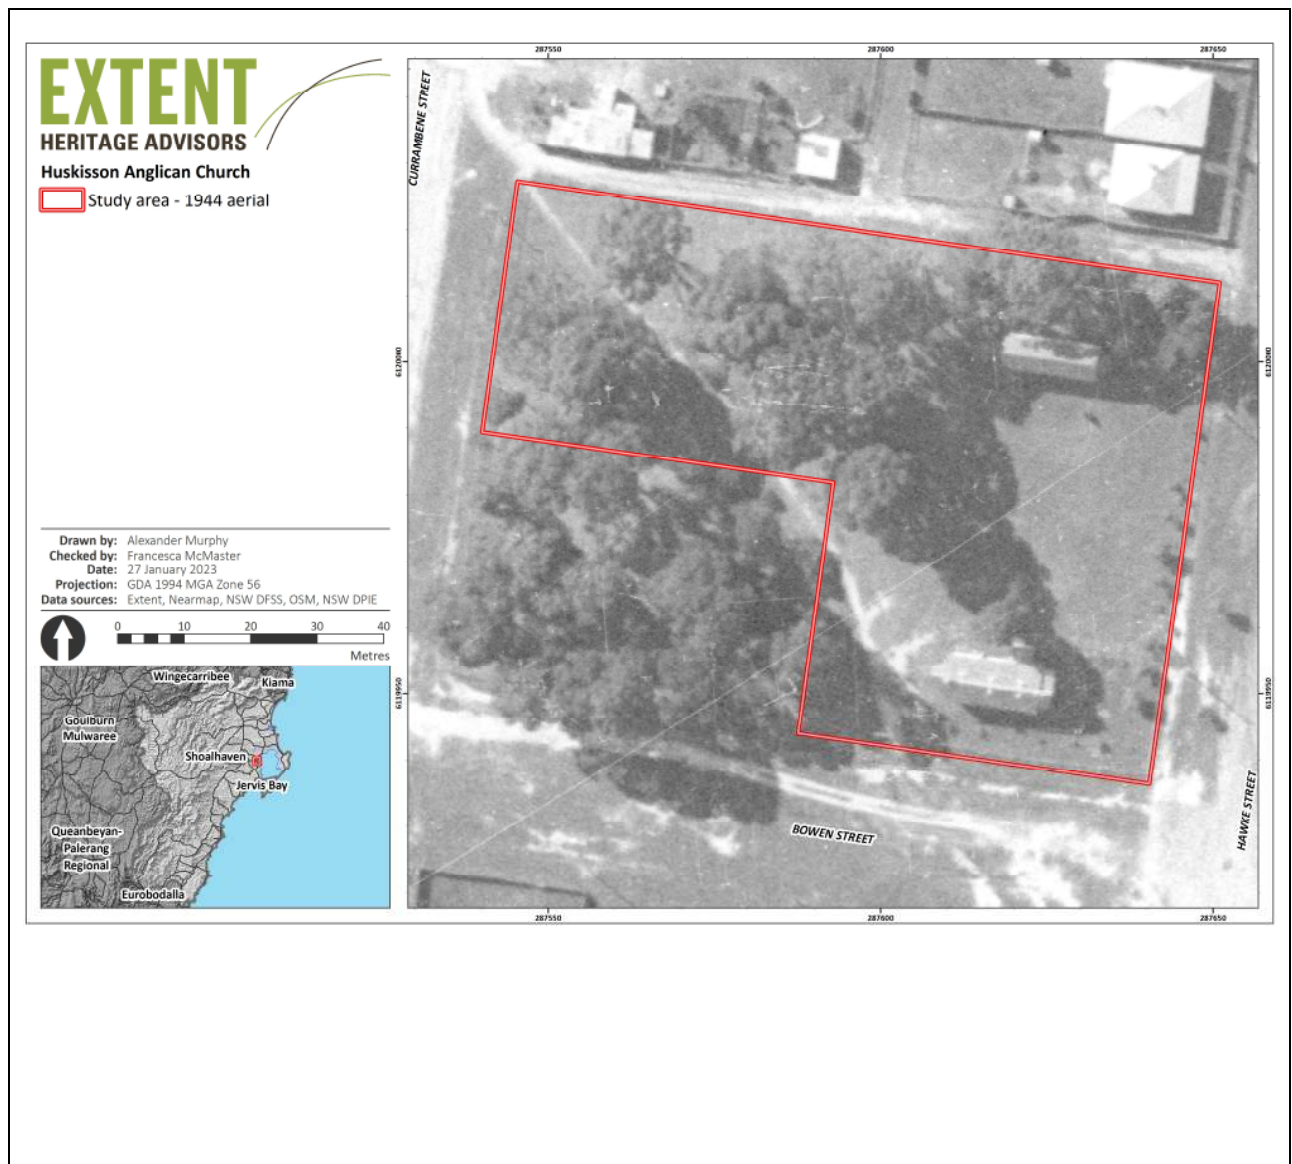 EXTENT
HERITAGE ADVISORS
Huskisson Anglican Church
Study area - 1944 aerial
Drawn by: Alexander Murphy
Checked by: Francesca McMaster
Date: 27 January 2023
Projection: GDA 1994 MGA Zone 56
Data sources: Extent, Nearmap, NSW DFSS, OSM, NSW DPIE
0 10 20 30 40
Metres
Wingecarribee
Kiama
Goulburn
Mulwaree
Shoalhaven
Jervis Bay
Queanbeyan-
Palerang
Regional
Eurobodalla
287550 287600 287650
CURRAMBENE STREET
6120000 6120000
6119950 6119950
BOWEN STREET
HAWKE STREET
287550 287600 287650